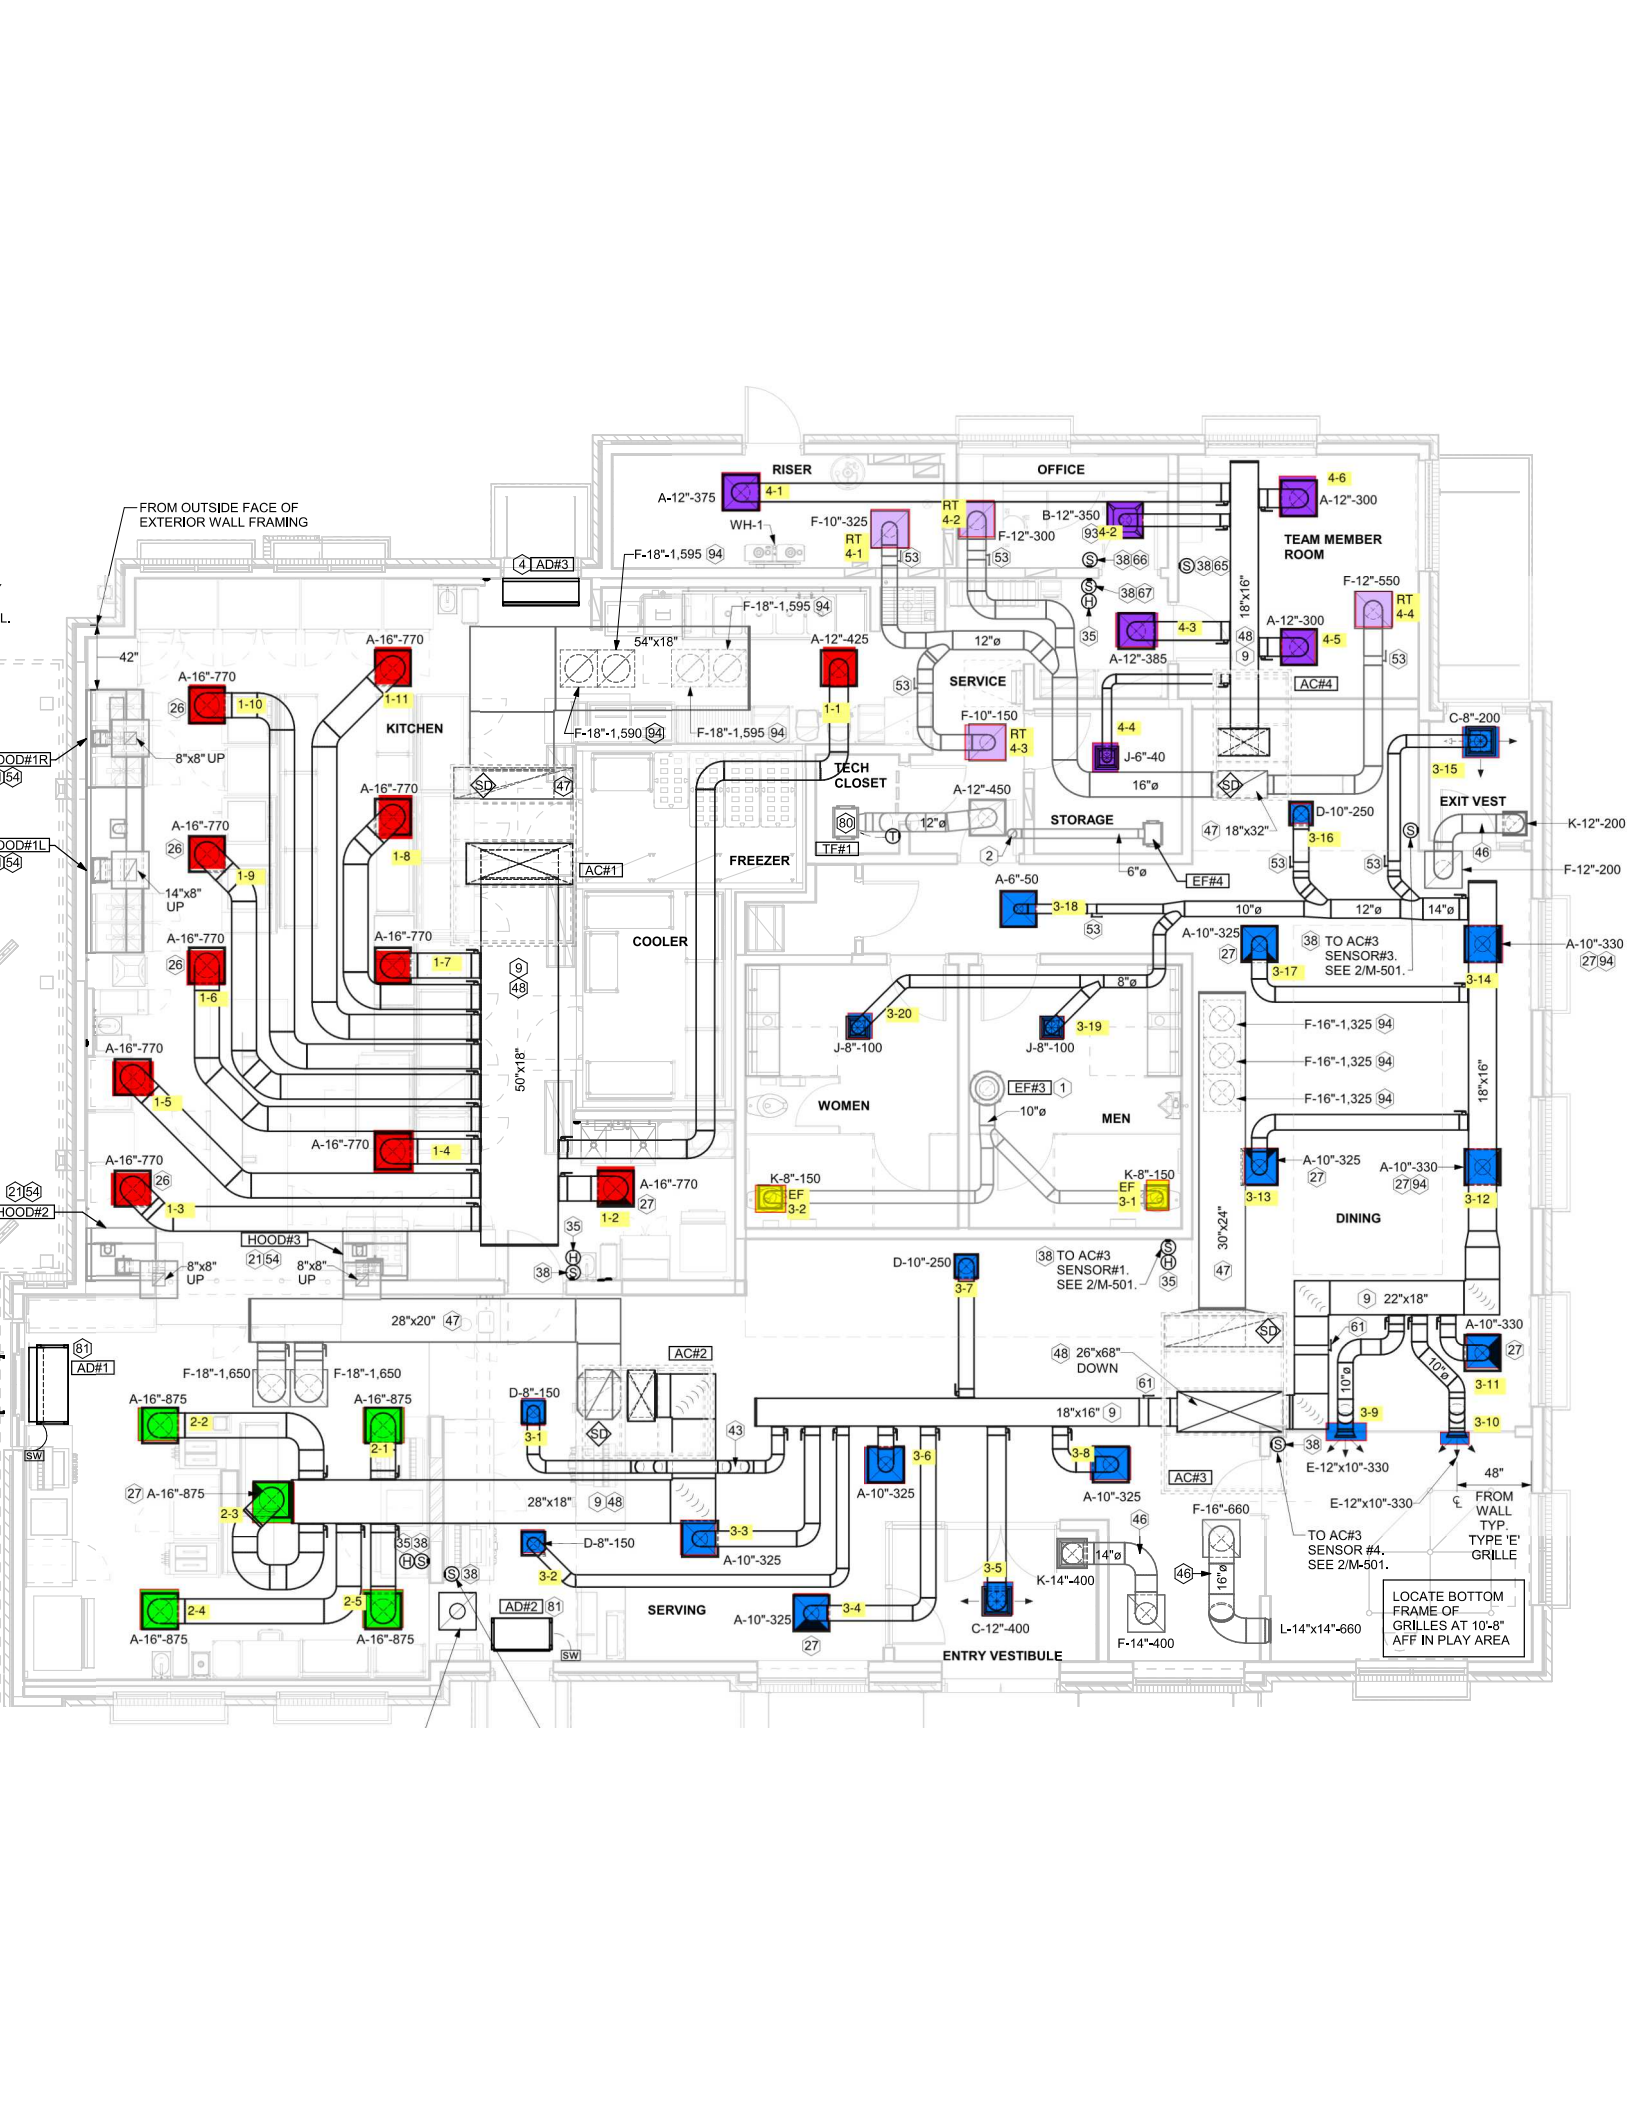 RISER
OFFICE
A-12"-375
4-1
4-6
A-12"-300
FROM OUTSIDE FACE OF
EXTERIOR WALL FRAMING
WH-1
F-10"-325
RT
4-1
53
RT
4-2
F-12"-300
53
B-12"-350
93
4-2
TEAM MEMBER
ROOM
4
AD#3
F-18"-1,595
94
38
66
S
S
38
65
S
H
38
67
35
18"x16"
F-12"-550
RT
4-4
L.
F-18"-1,595
94
54"x18"
A-12"-425
12"ø
4-3
A-12"-385
48
9
A-12"-300
4-5
42"
A-16"-770
A-16"-770
26
1-10
1-11
KITCHEN
53
SERVICE
AC#4
53
1-1
F-10"-150
RT
4-3
4-4
C-8"-200
F-18"-1,590
94
F-18"-1,595
94
OOD#1R
54
8"x8" UP
J-6"-40
3-15
SD
47
TECH
CLOSET
16"ø
SD
A-16"-770
A-12"-450
D-10"-250
EXIT VEST
A-16"-770
26
80
12"ø
T
STORAGE
47
18"x32"
3-16
S
K-12"-200
46
OOD#1L
54
TF#1
1-8
FREEZER
2
53
53
AC#1
1-9
6"ø
EF#4
F-12"-200
14"x8"
UP
A-6"-50
3-18
10"ø
12"ø
14"ø
A-16"-770
A-16"-770
COOLER
53
A-10"-325
27
38
TO AC#3
SENSOR#3.
SEE 2/M-501.
A-10"-330
27
94
26
1-7
9
48
3-17
3-14
1-6
8"ø
3-20
3-19
F-16"-1,325
94
A-16"-770
J-8"-100
J-8"-100
F-16"-1,325
94
50"x18"
EF#3
1
18"x16"
1-5
WOMEN
10"ø
MEN
F-16"-1,325
94
A-16"-770
1-4
A-16"-770
26
K-8"-150
EF
3-2
K-8"-150
EF
3-1
A-10"-325
27
A-10"-330
27
94
21
54
A-16"-770
27
3-13
3-12
HOOD#2
1-3
1-2
DINING
35
HOOD#3
30"x24"
21
54
H
S
38
D-10"-250
38
TO AC#3
SENSOR#1.
SEE 2/M-501.
S
H
35
47
8"x8"
UP
8"x8"
UP
3-7
9
22"x18"
28"x20"
47
SD
61
A-10"-330
27
81
AD#1
AC#2
48
26"x68"
DOWN
F-18"-1,650
F-18"-1,650
10"ø
10"ø
3-11
D-8"-150
61
A-16"-875
A-16"-875
18"x16"
9
3-9
3-10
2-2
2-1
3-1
SD
43
3-6
3-8
S
38
SW
AC#3
E-12"x10"-330
48"
27
A-16"-875
28"x18"
9
48
A-10"-325
A-10"-325
E-12"x10"-330
℄
FROM
WALL
TYP.
TYPE 'E'
GRILLE
2-3
F-16"-660
46
3-3
35
38
H
S
D-8"-150
A-10"-325
TO AC#3
SENSOR #4.
SEE 2/M-501.
14"ø
S
38
3-2
K-14"-400
3-5
46
16"ø
2-4
2-5
AD#2
81
SERVING
A-10"-325
3-4
LOCATE BOTTOM
FRAME OF
GRILLES AT 10'-8"
AFF IN PLAY AREA
C-12"-400
L-14"x14"-660
A-16"-875
A-16"-875
27
F-14"-400
SW
ENTRY VESTIBULE